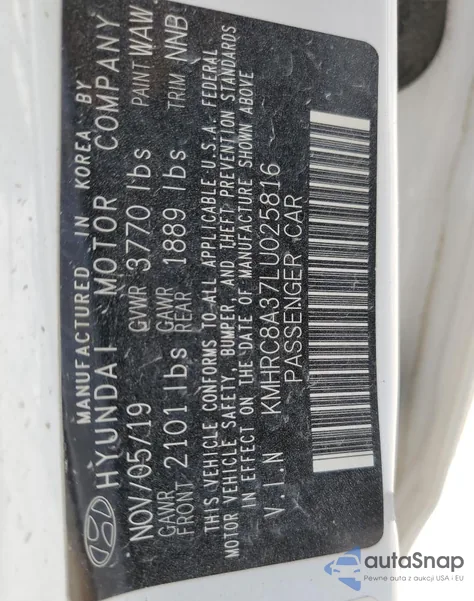 MANUFACTURED IN KOREA BY
HYUNDAI MOTOR COMPANY
NOV/05/19 GVWR 3770 lbs PAINT WAW
GAWR FRONT 2101 lbs GAWR REAR 1889 lbs TRIM NNB
THIS VEHICLE CONFORMS TO ALL APPLICABLE U.S.A. FEDERAL
MOTOR VEHICLE SAFETY, BUMPER, AND THEFT PREVENTION STANDARDS
IN EFFECT ON THE DATE OF MANUFACTURE SHOWN ABOVE
V.I.N KMHRC8A37LU025816
PASSENGER CAR
autaSnap
Pewne auta z aukcji USA i EU